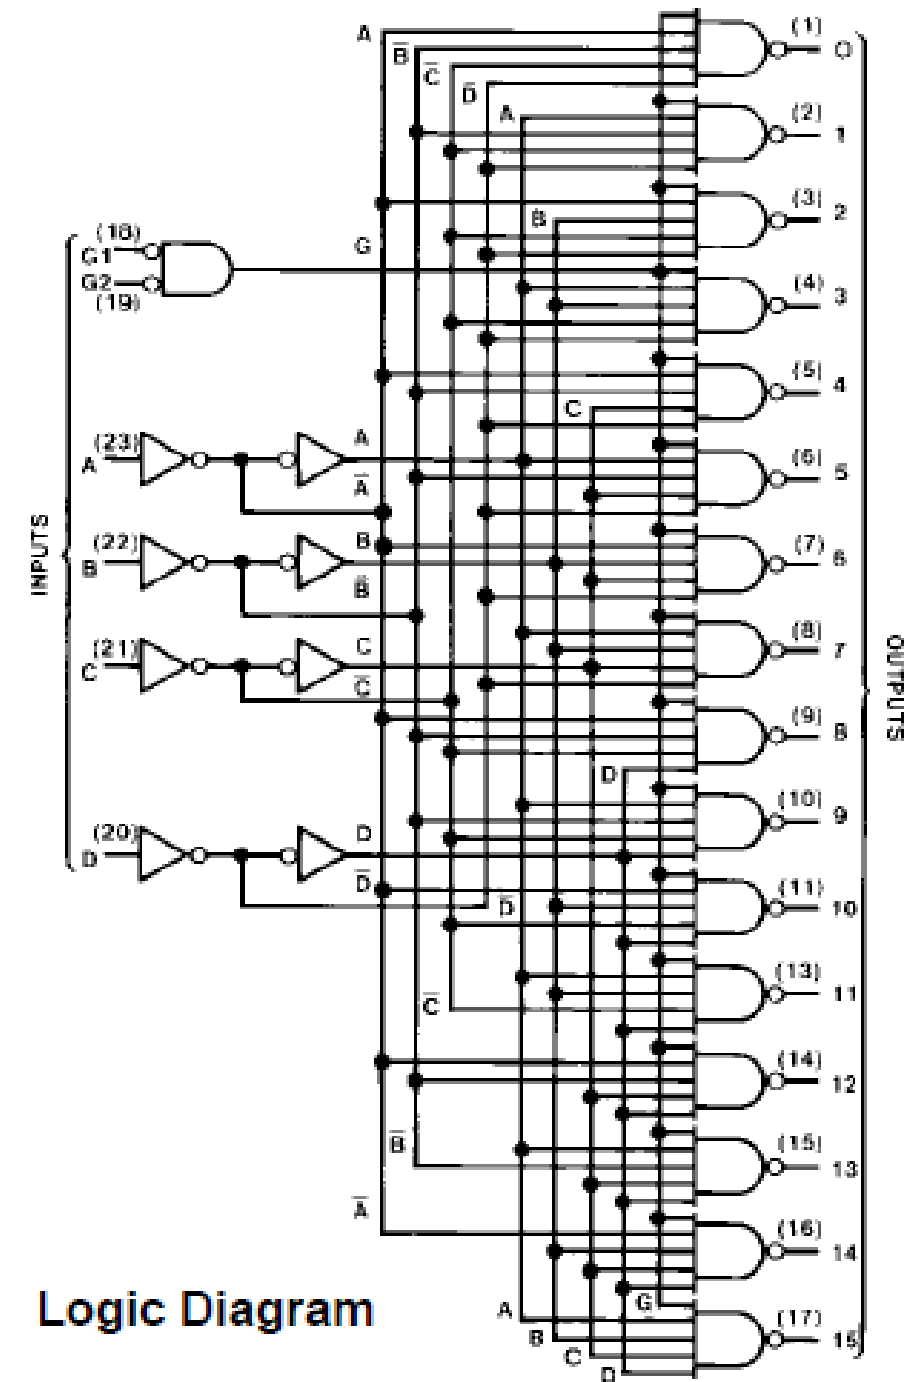 A
B̅
C̅
D̅
A
B
G
C
INPUTS
(18)
G1
G2
(19)
(23)
A
A
A̅
(22)
B
B
B̅
(21)
C
C
C̅
(20)
D
D
D̅
D̅
D
C̅
B̅
A̅
G
A
B
C
D
(1) 0
(2) 1
(3) 2
(4) 3
(5) 4
(6) 5
(7) 6
(8) 7
(9) 8
(10) 9
(11) 10
(13) 11
(14) 12
(15) 13
(16) 14
(17) 15
OUTPUTS
Logic Diagram